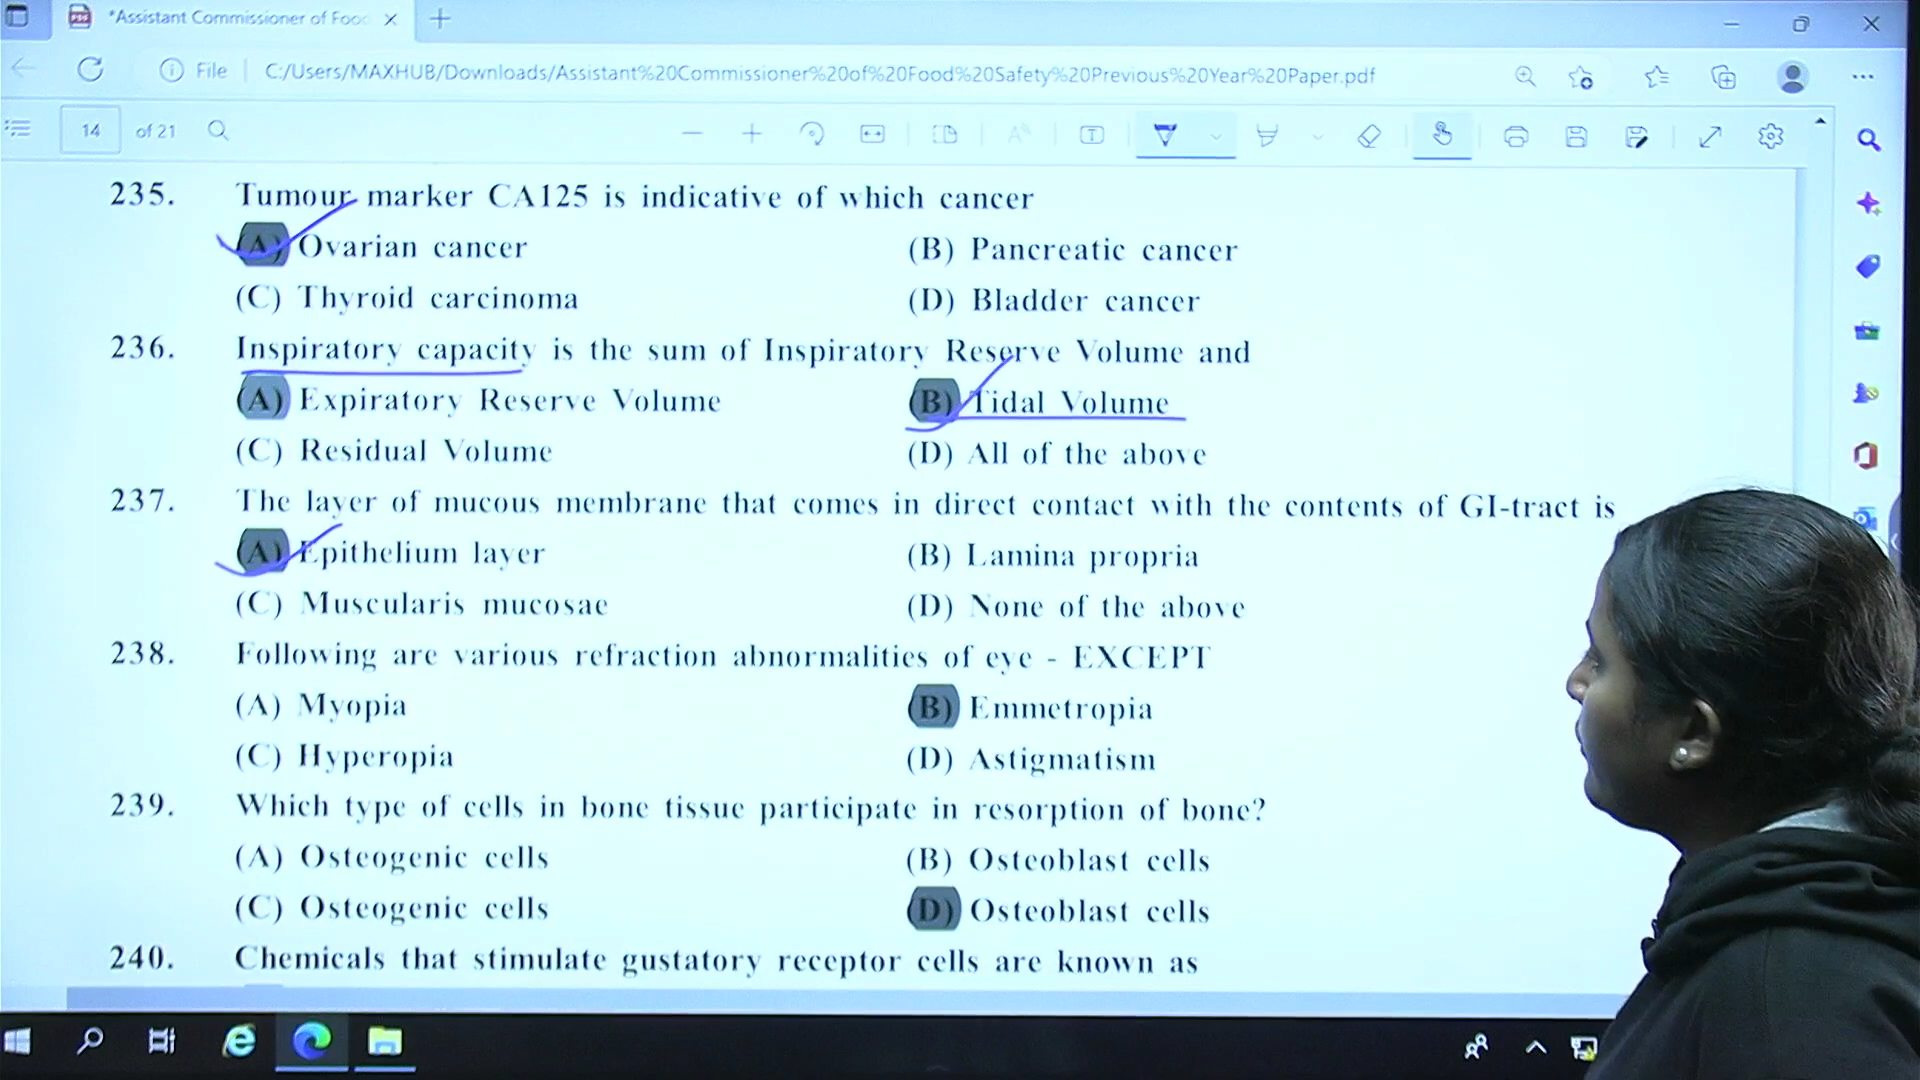 *Assistant Commissioner of Food
File
C:/Users/MAXHUB/Downloads/Assistant%20Commissioner%20of%20Food%20Safety%20Previous%20Year%20Paper.pdf
14 of 21
235. Tumour marker CA125 is indicative of which cancer
(A) Ovarian cancer (B) Pancreatic cancer
(C) Thyroid carcinoma (D) Bladder cancer
236. Inspiratory capacity is the sum of Inspiratory Reserve Volume and
(A) Expiratory Reserve Volume (B) Tidal Volume
(C) Residual Volume (D) All of the above
237. The layer of mucous membrane that comes in direct contact with the contents of GI-tract is
(A) Epithelium layer (B) Lamina propria
(C) Muscularis mucosae (D) None of the above
238. Following are various refraction abnormalities of eye - EXCEPT
(A) Myopia (B) Emmetropia
(C) Hyperopia (D) Astigmatism
239. Which type of cells in bone tissue participate in resorption of bone?
(A) Osteogenic cells (B) Osteoblast cells
(C) Osteogenic cells (D) Osteoblast cells
240. Chemicals that stimulate gustatory receptor cells are known as